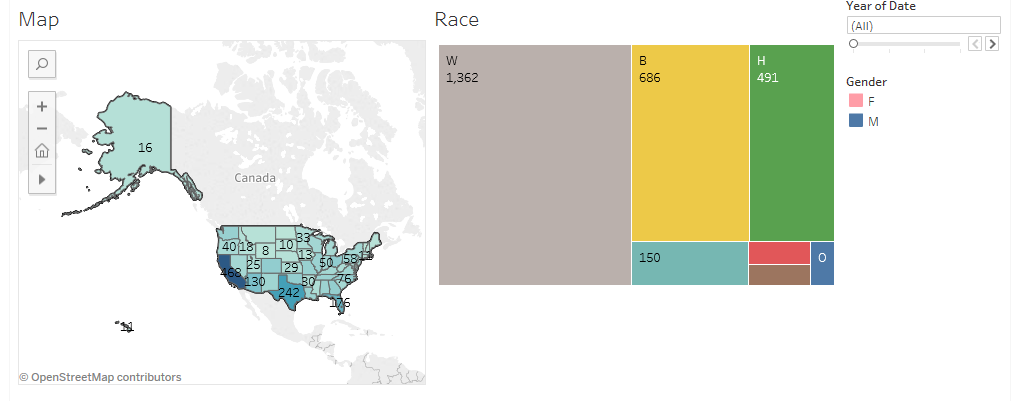 Map
Race
Year of Date
(All)
Gender
F
M
W
1,362
B
686
H
491
150
O
Canada
16
33
40
18
8
10
13
50
58
25
29
76
468
130
30
242
176
11
© OpenStreetMap contributors